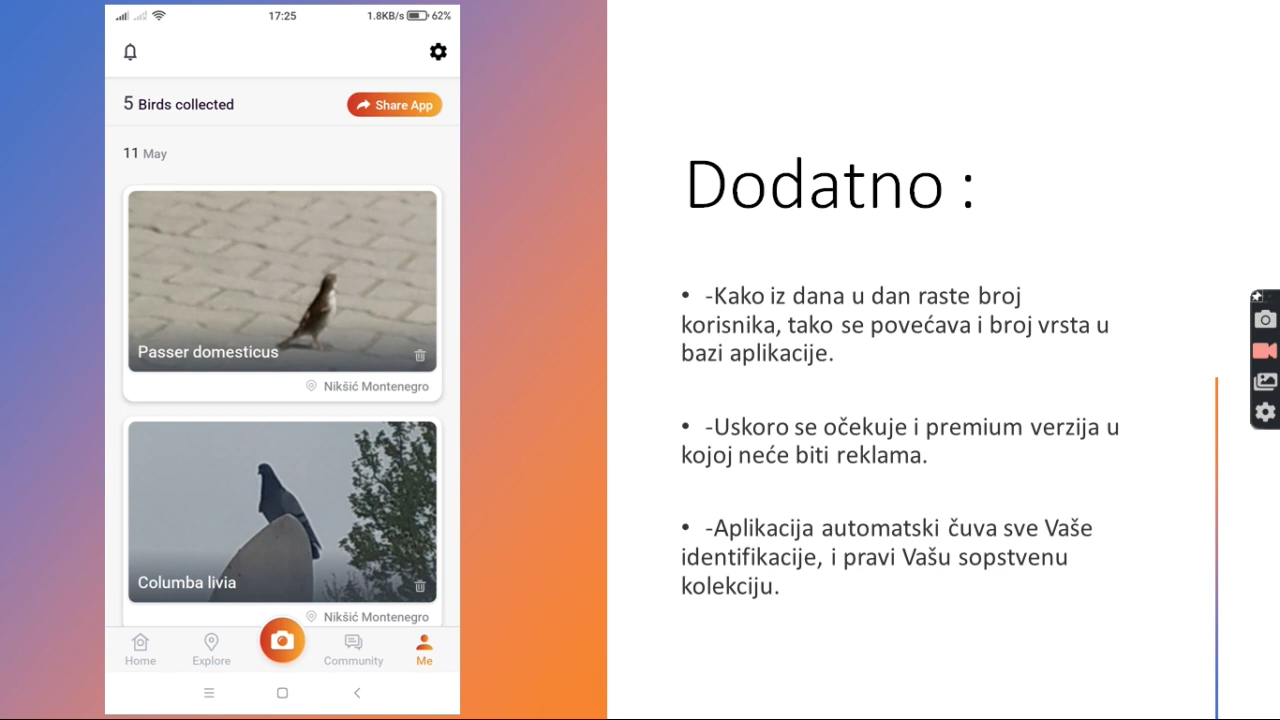 17:25
1.8KB/s 62%
5 Birds collected
Share App
11 May
Passer domesticus
Nikšić Montenegro
Columba livia
Nikšić Montenegro
Home
Explore
Community
Me
Dodatno :
• -Kako iz dana u dan raste broj
korisnika, tako se povećava i broj vrsta u
bazi aplikacije.
• -Uskoro se očekuje i premium verzija u
kojoj neće biti reklama.
• -Aplikacija automatski čuva sve Vaše
identifikacije, i pravi Vašu sopstvenu
kolekciju.